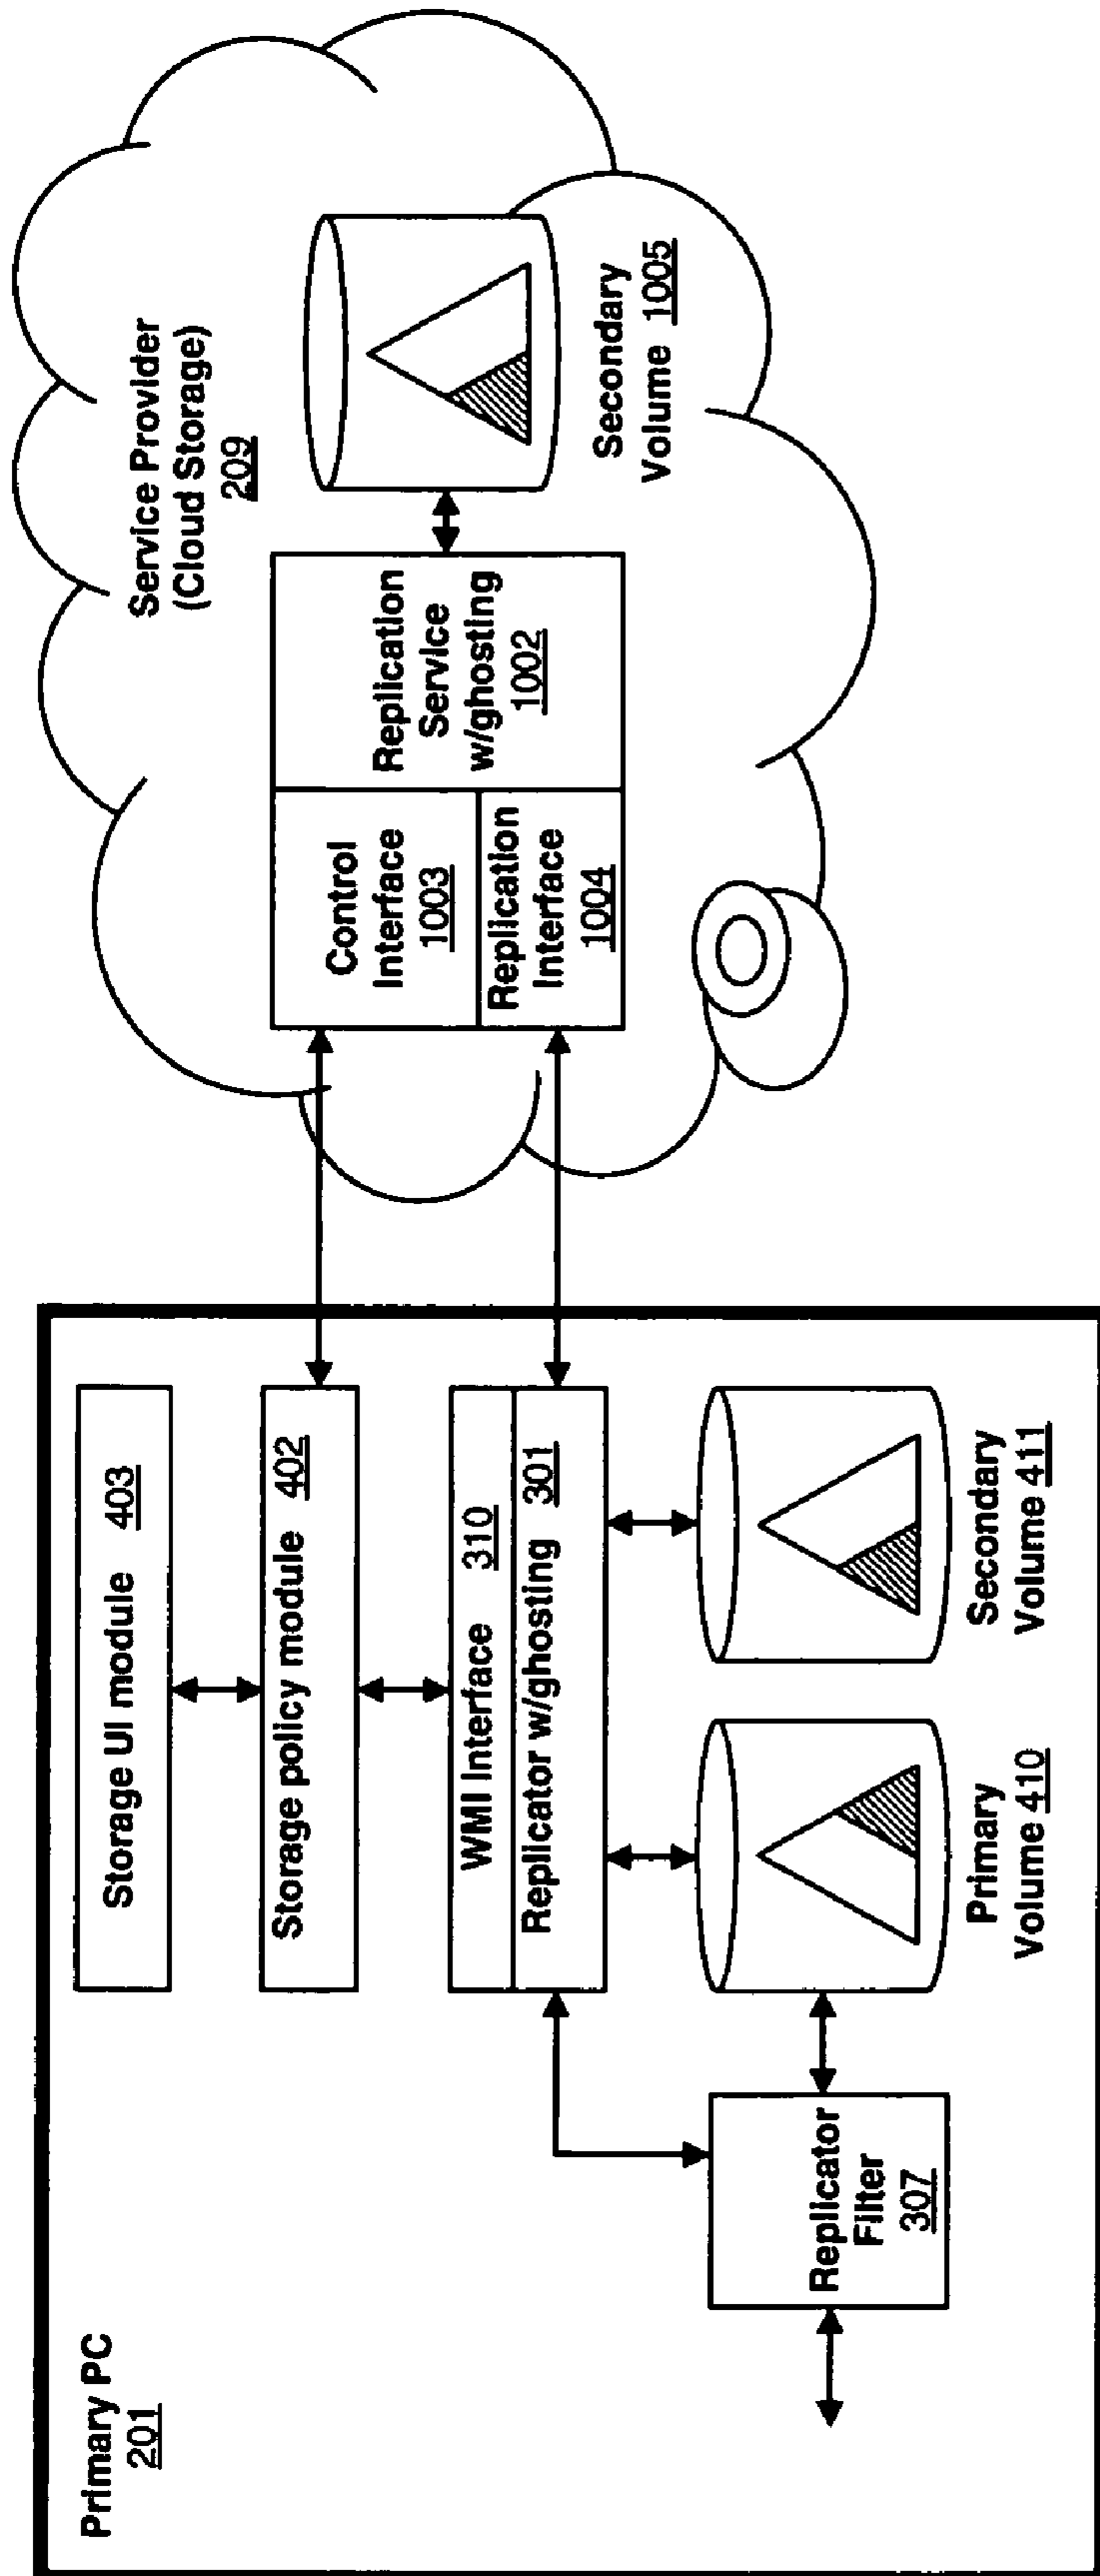 Primary PC
201
Storage UI module 403
Storage policy module 402
WMI Interface 310
Replicator w/ghosting 301
Replicator
Filter
307
Primary
Volume 410
Secondary
Volume 411
Service Provider
(Cloud Storage)
209
Control
Interface
1003
Replication
Interface
1004
Replication
Service
w/ghosting
1002
Secondary
Volume 1005